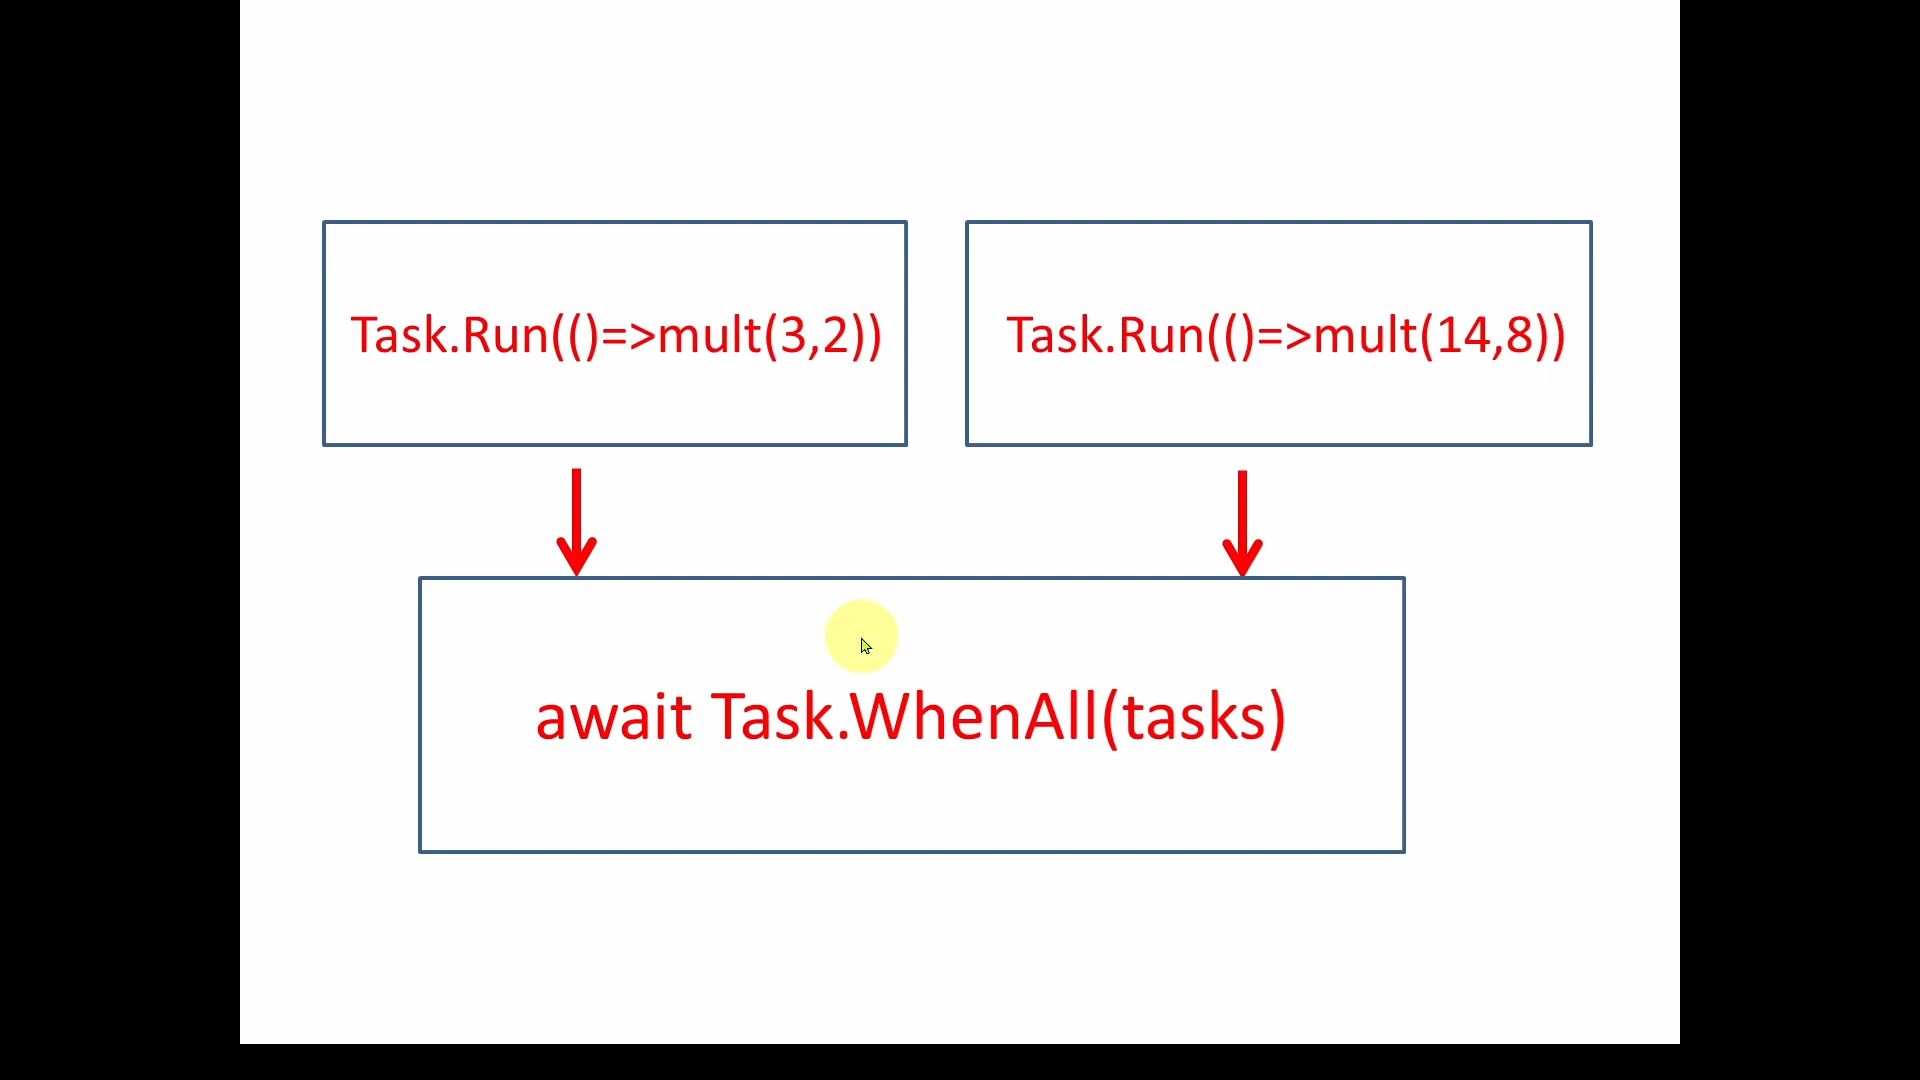 Task.Run(()=>mult(3,2))
Task.Run(()=>mult(14,8))
await Task.WhenAll(tasks)